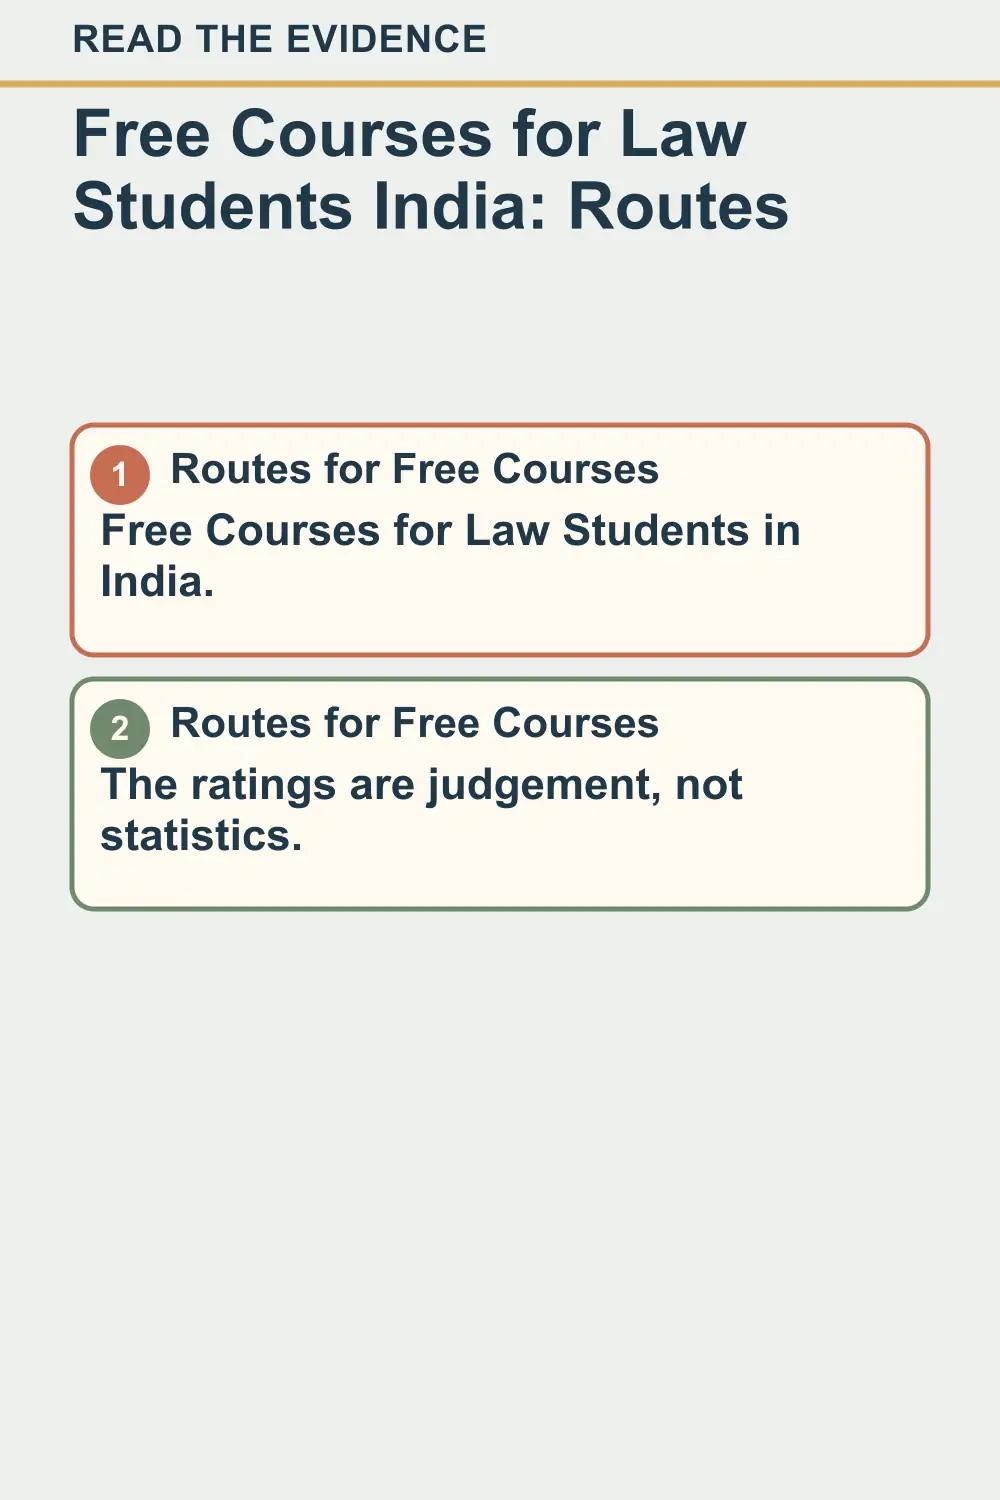 READ THE EVIDENCE
Free Courses for Law
Students India: Routes
1 Routes for Free Courses
Free Courses for Law Students in
India.
2 Routes for Free Courses
The ratings are judgement, not
statistics.